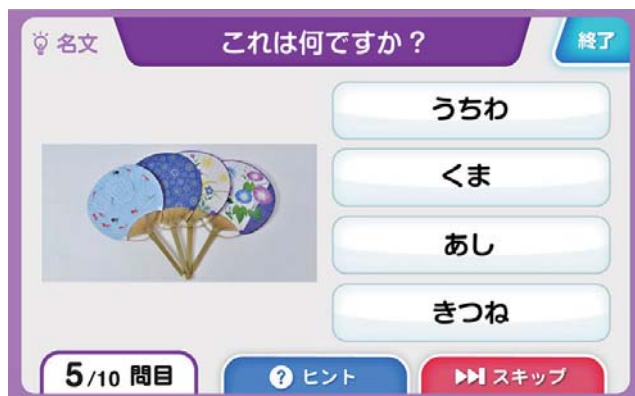 名文
これは何ですか？
終了
うちわ
くま
あし
きつね
5/10 問目
? ヒント
スキップ